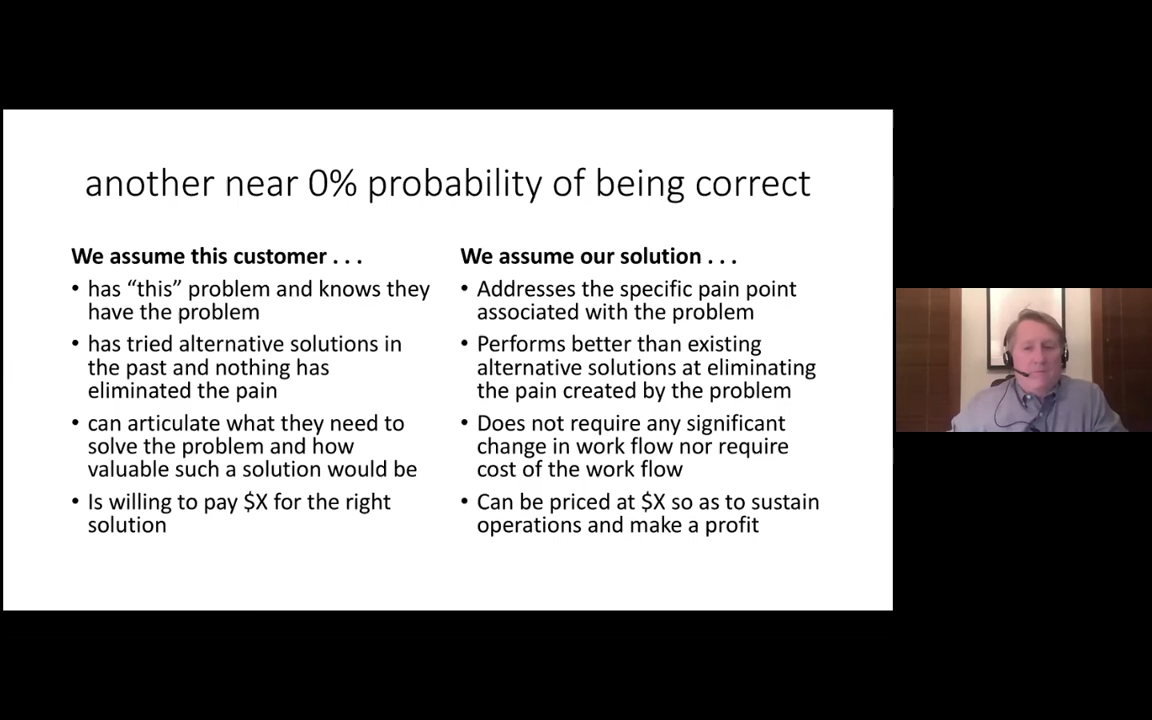 another near 0% probability of being correct
We assume this customer . . .
• has “this” problem and knows they
have the problem
• has tried alternative solutions in
the past and nothing has
eliminated the pain
• can articulate what they need to
solve the problem and how
valuable such a solution would be
• Is willing to pay $X for the right
solution
We assume our solution . . .
• Addresses the specific pain point
associated with the problem
• Performs better than existing
alternative solutions at eliminating
the pain created by the problem
• Does not require any significant
change in work flow nor require
cost of the work flow
• Can be priced at $X so as to sustain
operations and make a profit